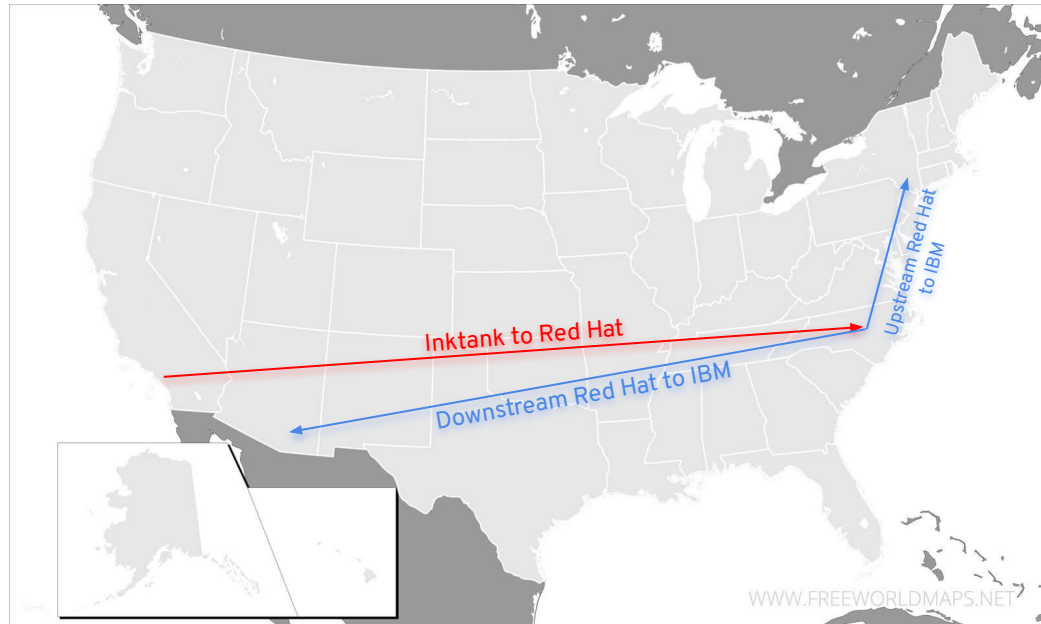 Inktank to Red Hat
Downstream Red Hat to IBM
Upstream Red Hat
to IBM
WWW.FREEWORLDMAPS.NET